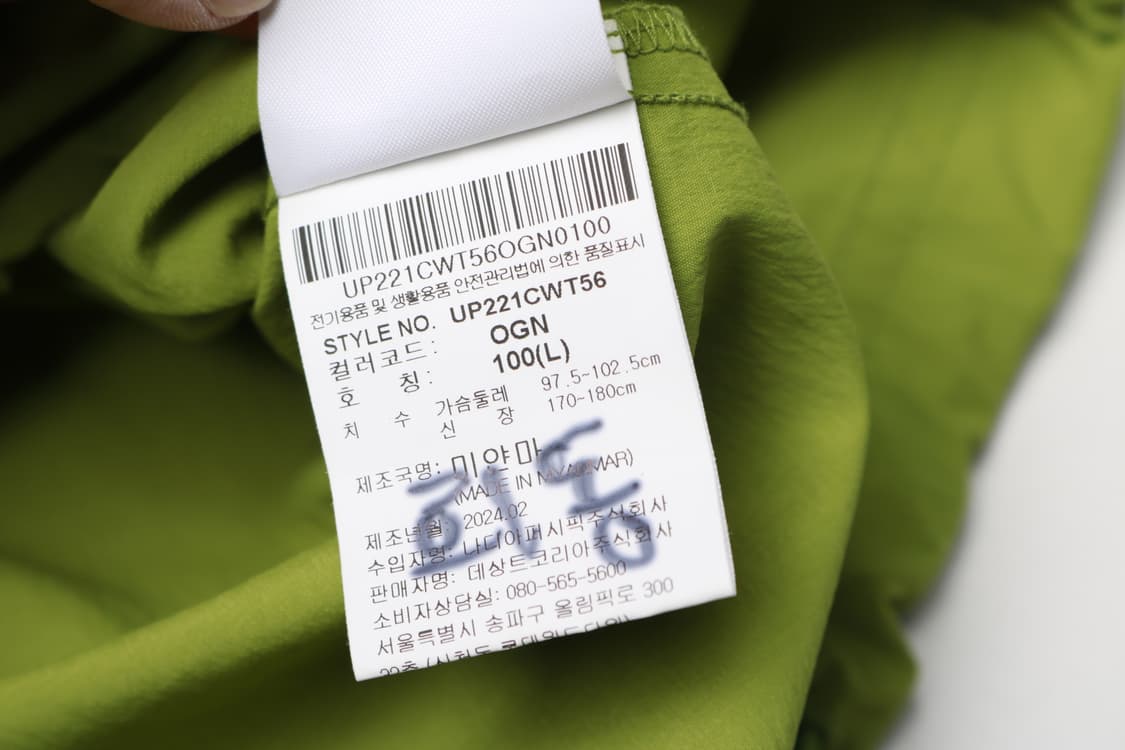 UP221CWT56OGN0100
전기용품 및 생활용품 안전관리법에 의한 품질표시
STYLE NO. UP221CWT56
컬러코드: OGN
호 칭: 100(L)
치 수 가슴둘레 97.5~102.5cm
신 장 170~180cm
제조국명: 미얀마
(MADE IN MYANMAR)
제조년월: 2024.02
수입자명: 나디아퍼시픽주식회사
판매자명: 데상트코리아주식회사
소비자상담실: 080-565-5600
서울특별시 송파구 올림픽로 300